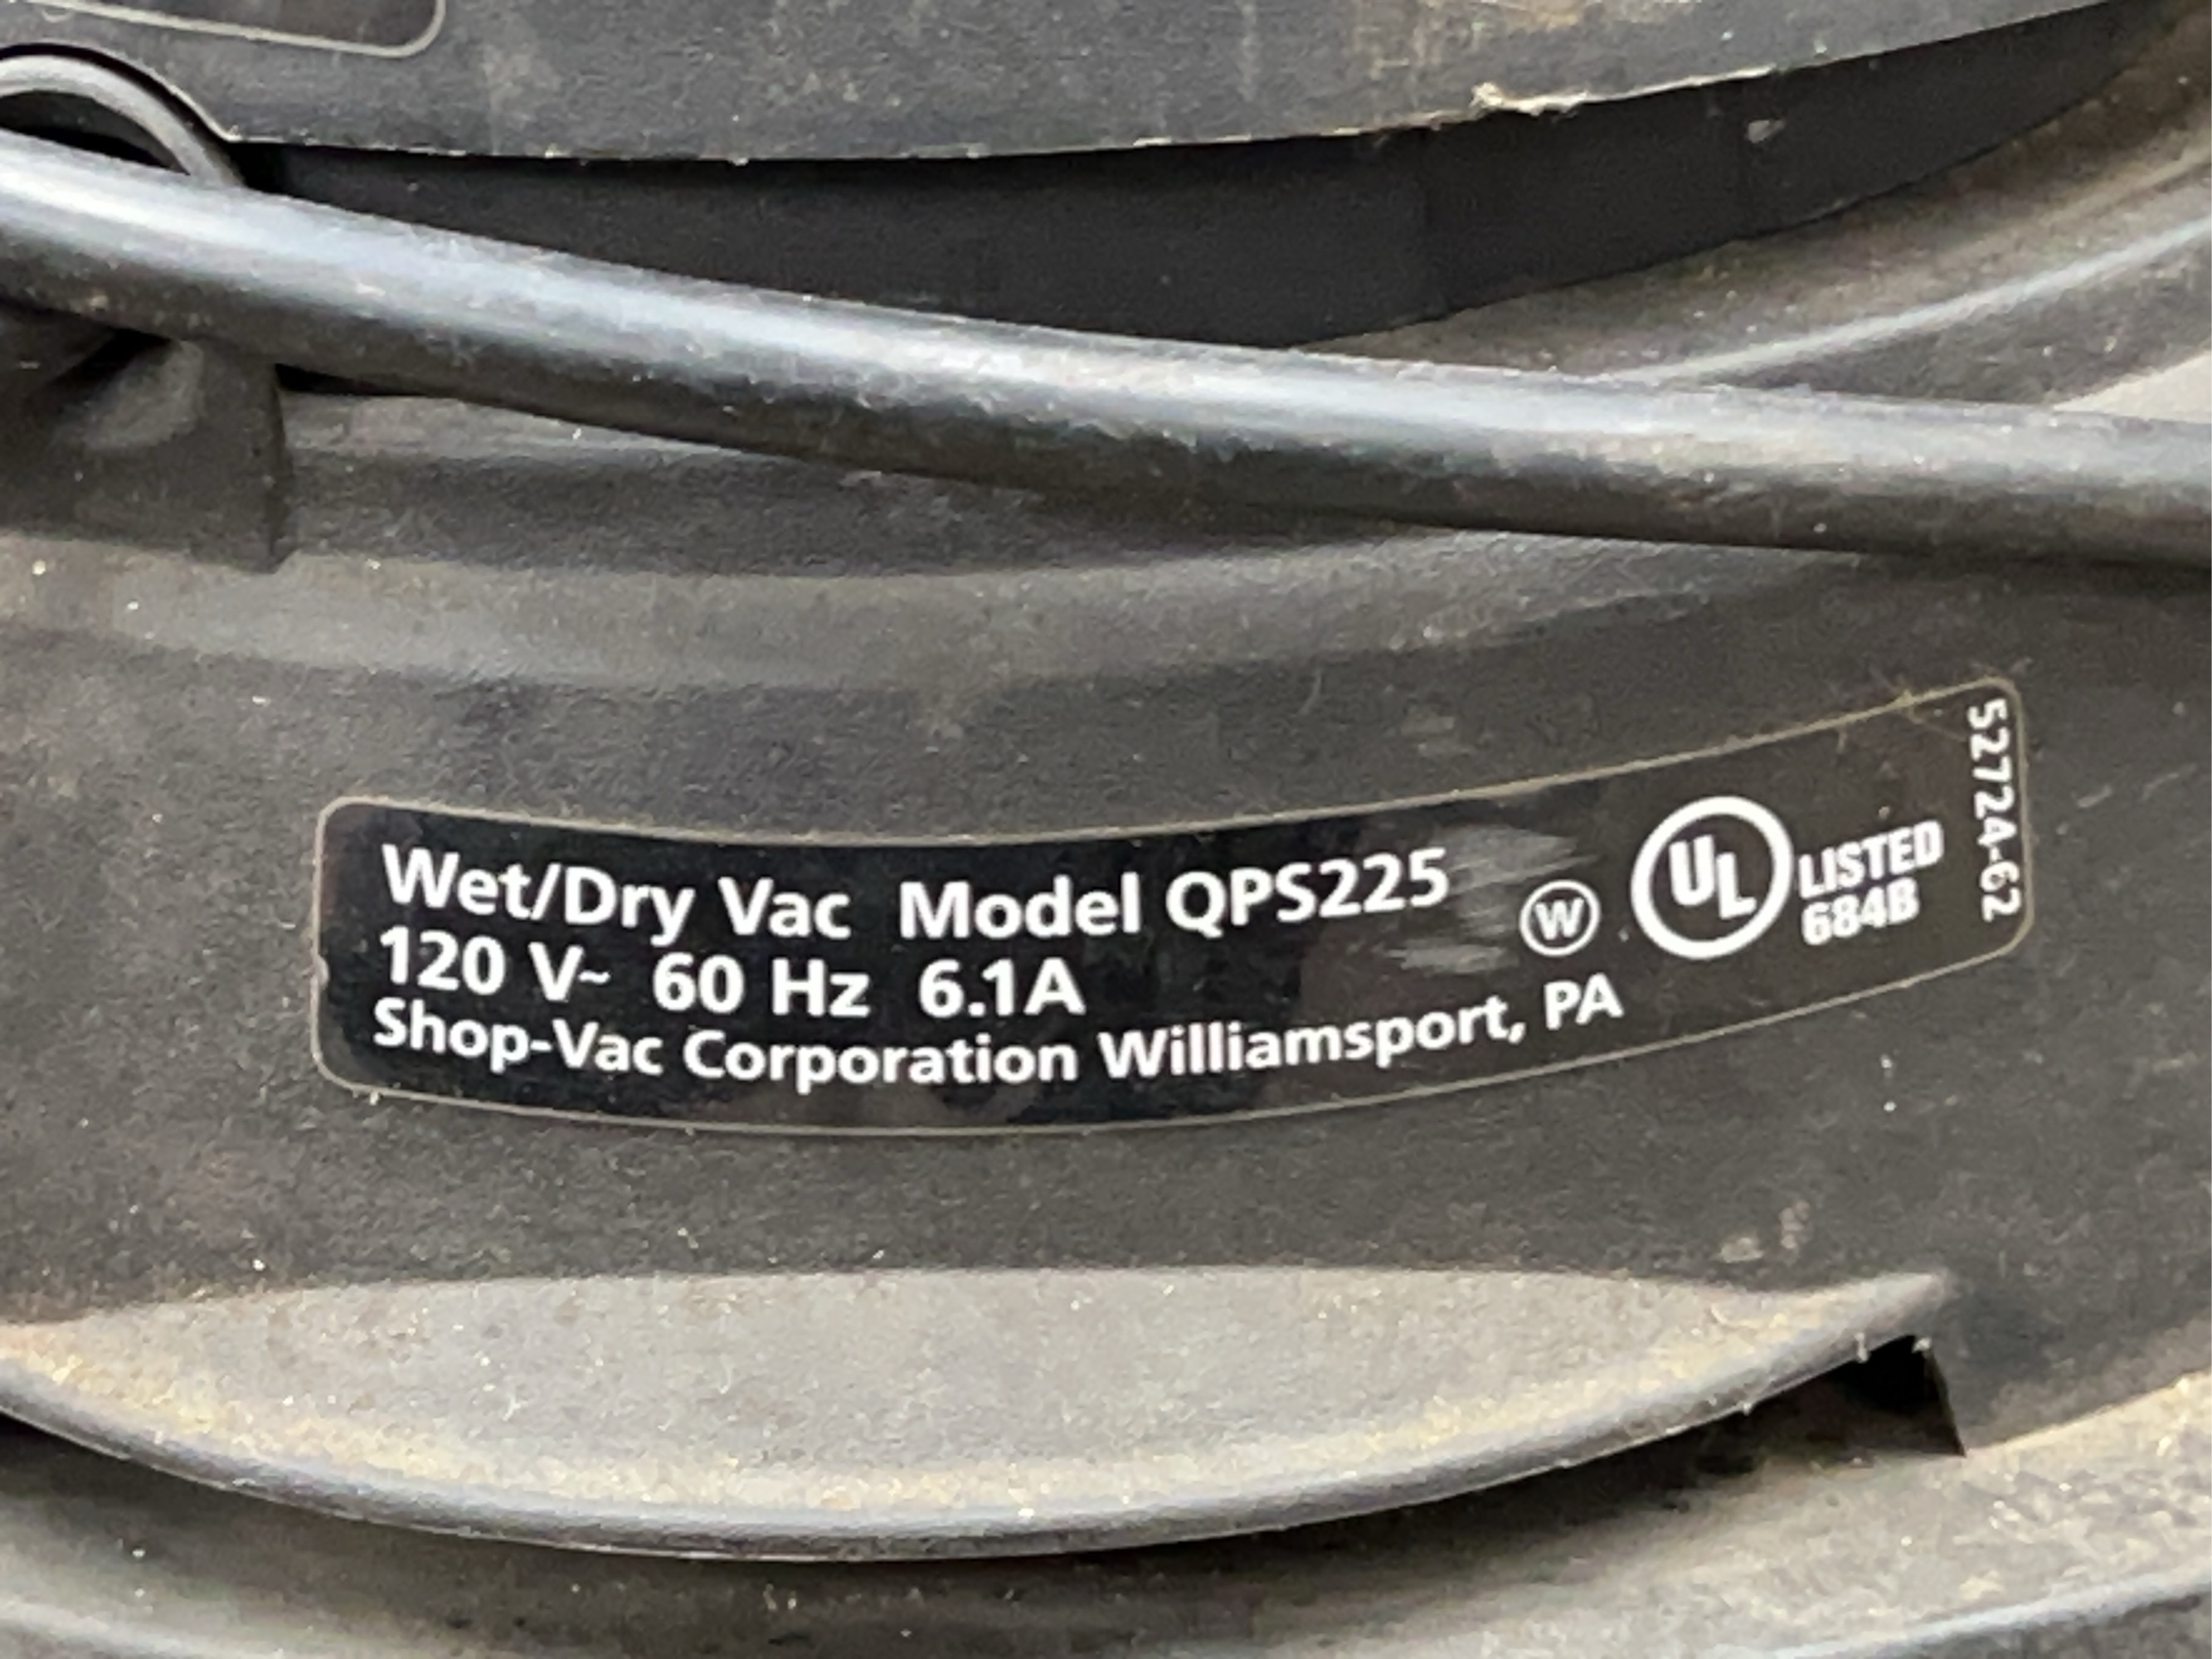 Wet/Dry Vac Model QPS225
120 V~ 60 Hz 6.1A
Shop-Vac Corporation Williamsport, PA
W
UL
LISTED
684B
52724-62